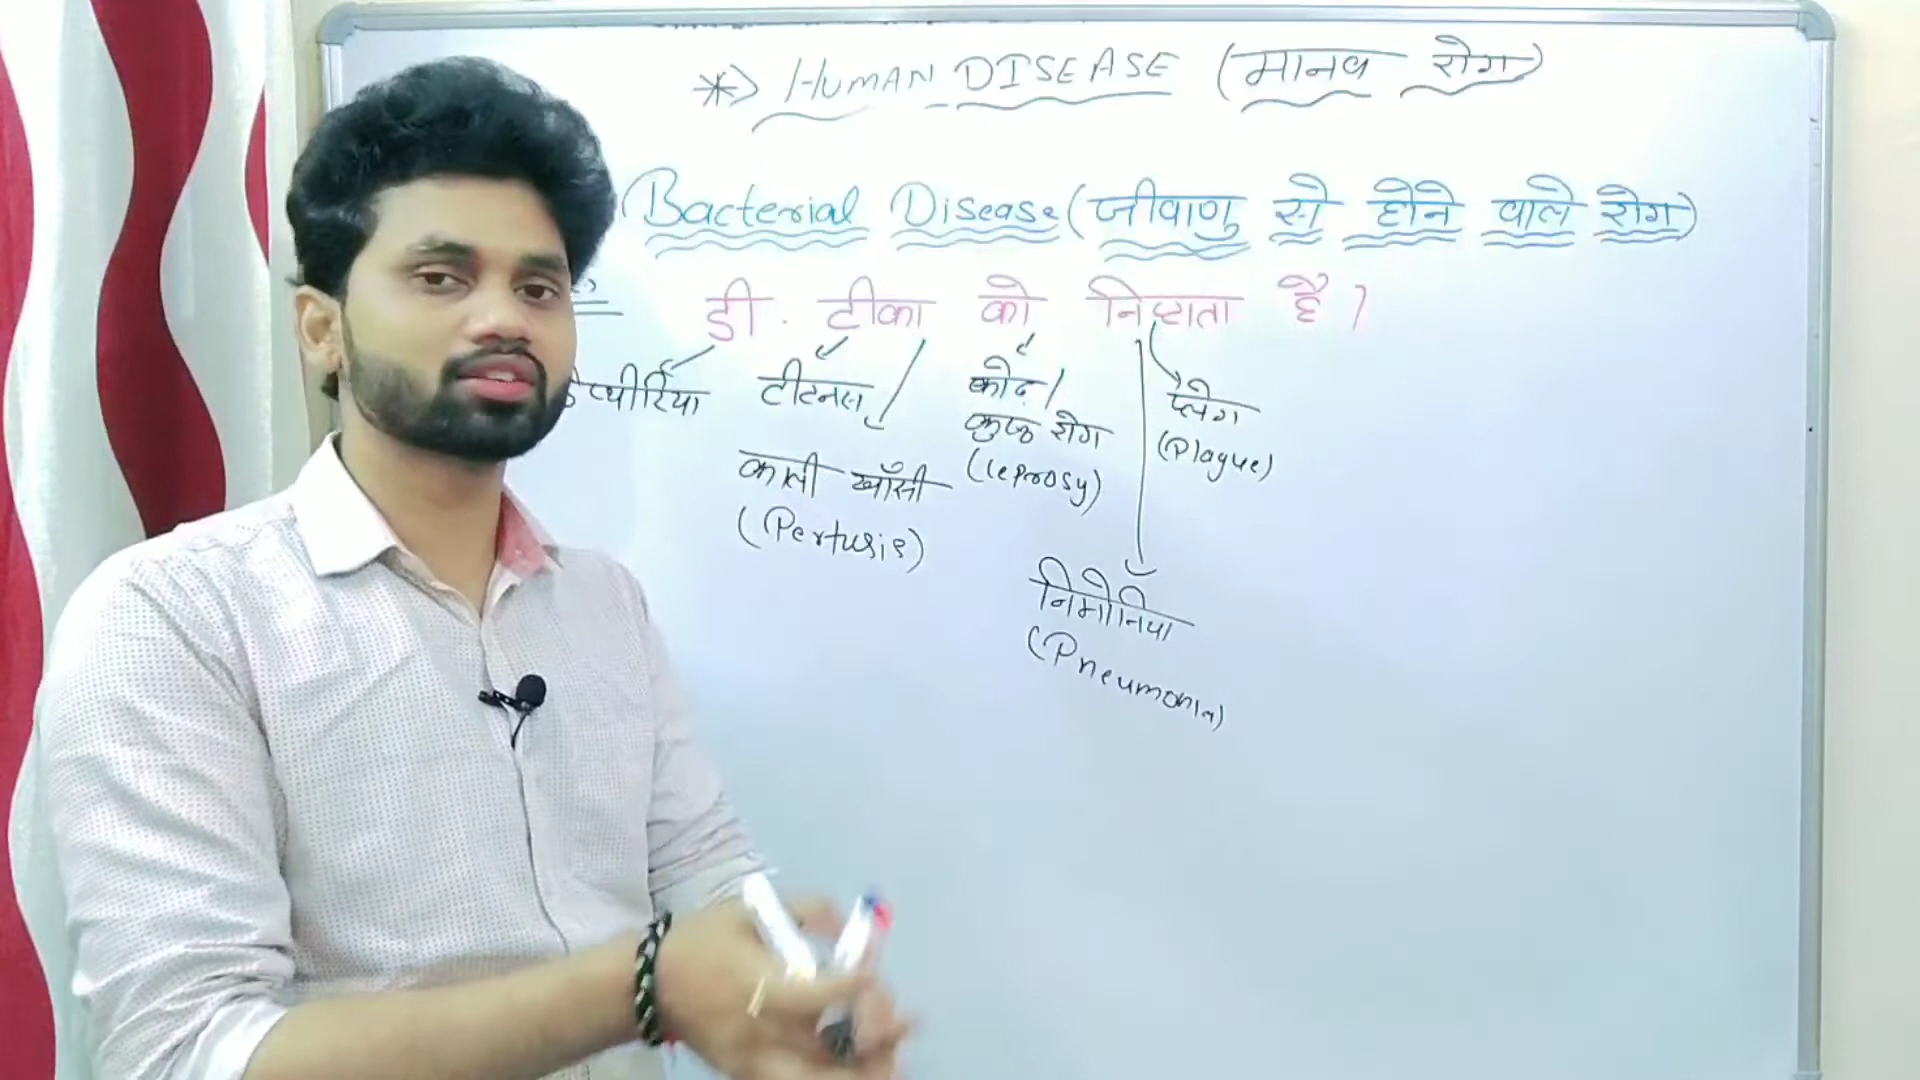 *> HUMAN DISEASE (मानव रोग)
Bacterial Disease (जीवाणु से होने वाले रोग)
डी. टीका को निप्टाता है।
टीटनस
कोढ़/
कुष्ठ रोग
(leprosy)
प्लेग
(Plague)
काली खाँसी
(Pertusis)
निमोनिया
(Pneumonia)